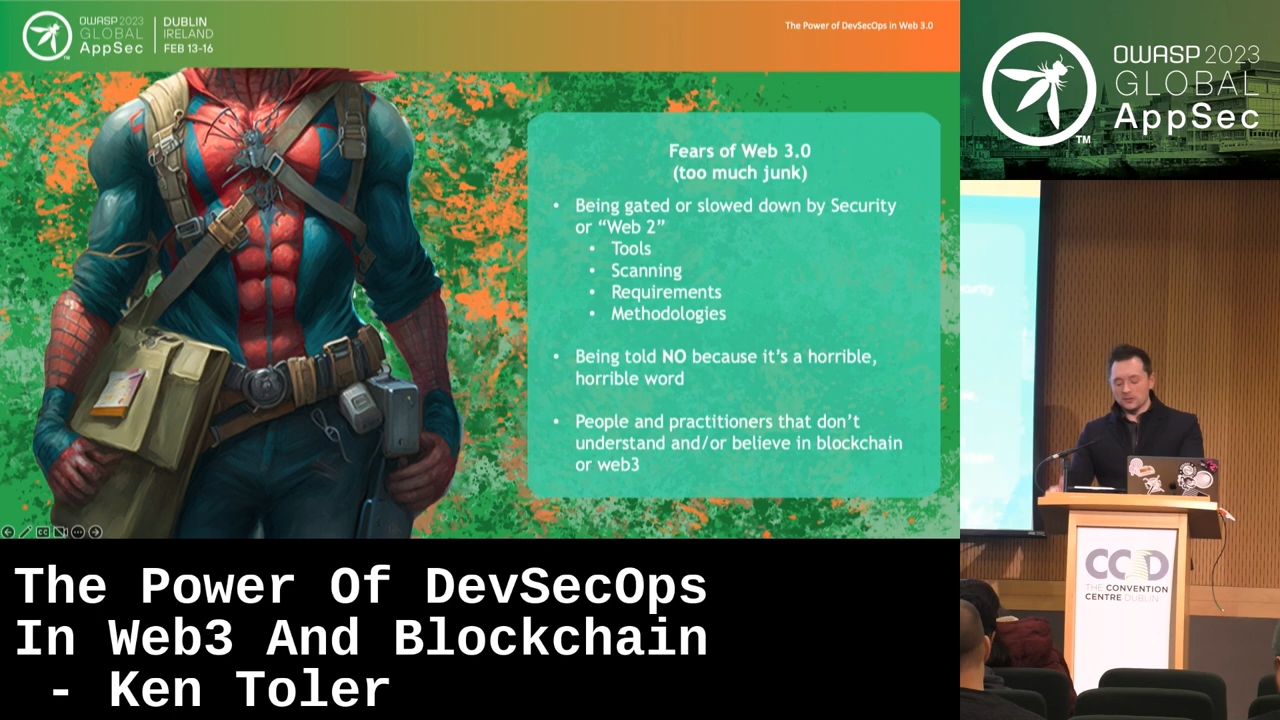 OWASP 2023
GLOBAL
AppSec
DUBLIN
IRELAND
FEB 13-16
TM
The Power of DevSecOps in Web 3.0
Fears of Web 3.0
(too much junk)
• Being gated or slowed down by Security
or “Web 2”
• Tools
• Scanning
• Requirements
• Methodologies
• Being told NO because it’s a horrible,
horrible word
• People and practitioners that don’t
understand and/or believe in blockchain
or web3
OWASP 2023
GLOBAL
AppSec
TM
CCD
THE CONVENTION
CENTRE DUBLIN
The Power Of DevSecOps
In Web3 And Blockchain
- Ken Toler